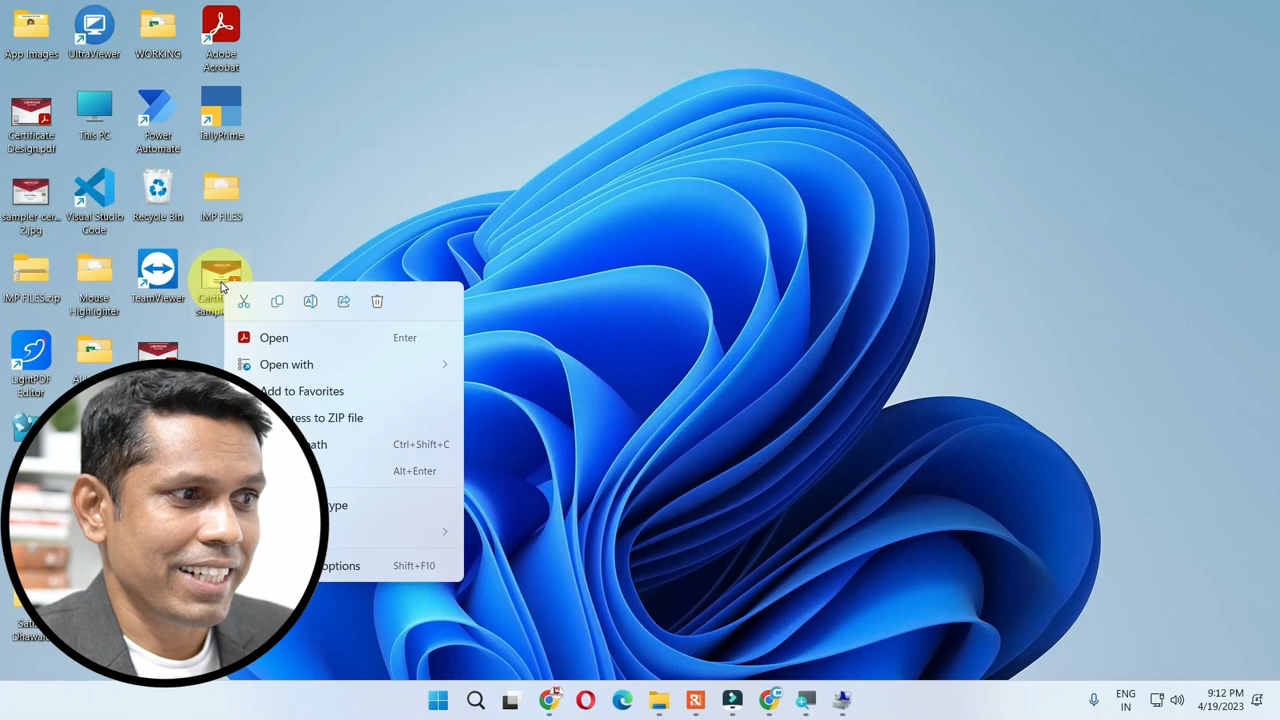 App Images
UltraViewer
WORKING
Adobe
Acrobat
Certificate
Design.pdf
This PC
Power
Automate
TallyPrime
sampler-cer...
2.jpg
Visual Studio
Code
Recycle Bin
IMP FILES
IMP FILES.zip
Mouse
Highlighter
TeamViewer
LightPDF
Editor
Open
Enter
Open with
Add to Favorites
ress to ZIP file
ath
Ctrl+Shift+C
Alt+Enter
ype
options
Shift+F10
ENG
IN
9:12 PM
4/19/2023